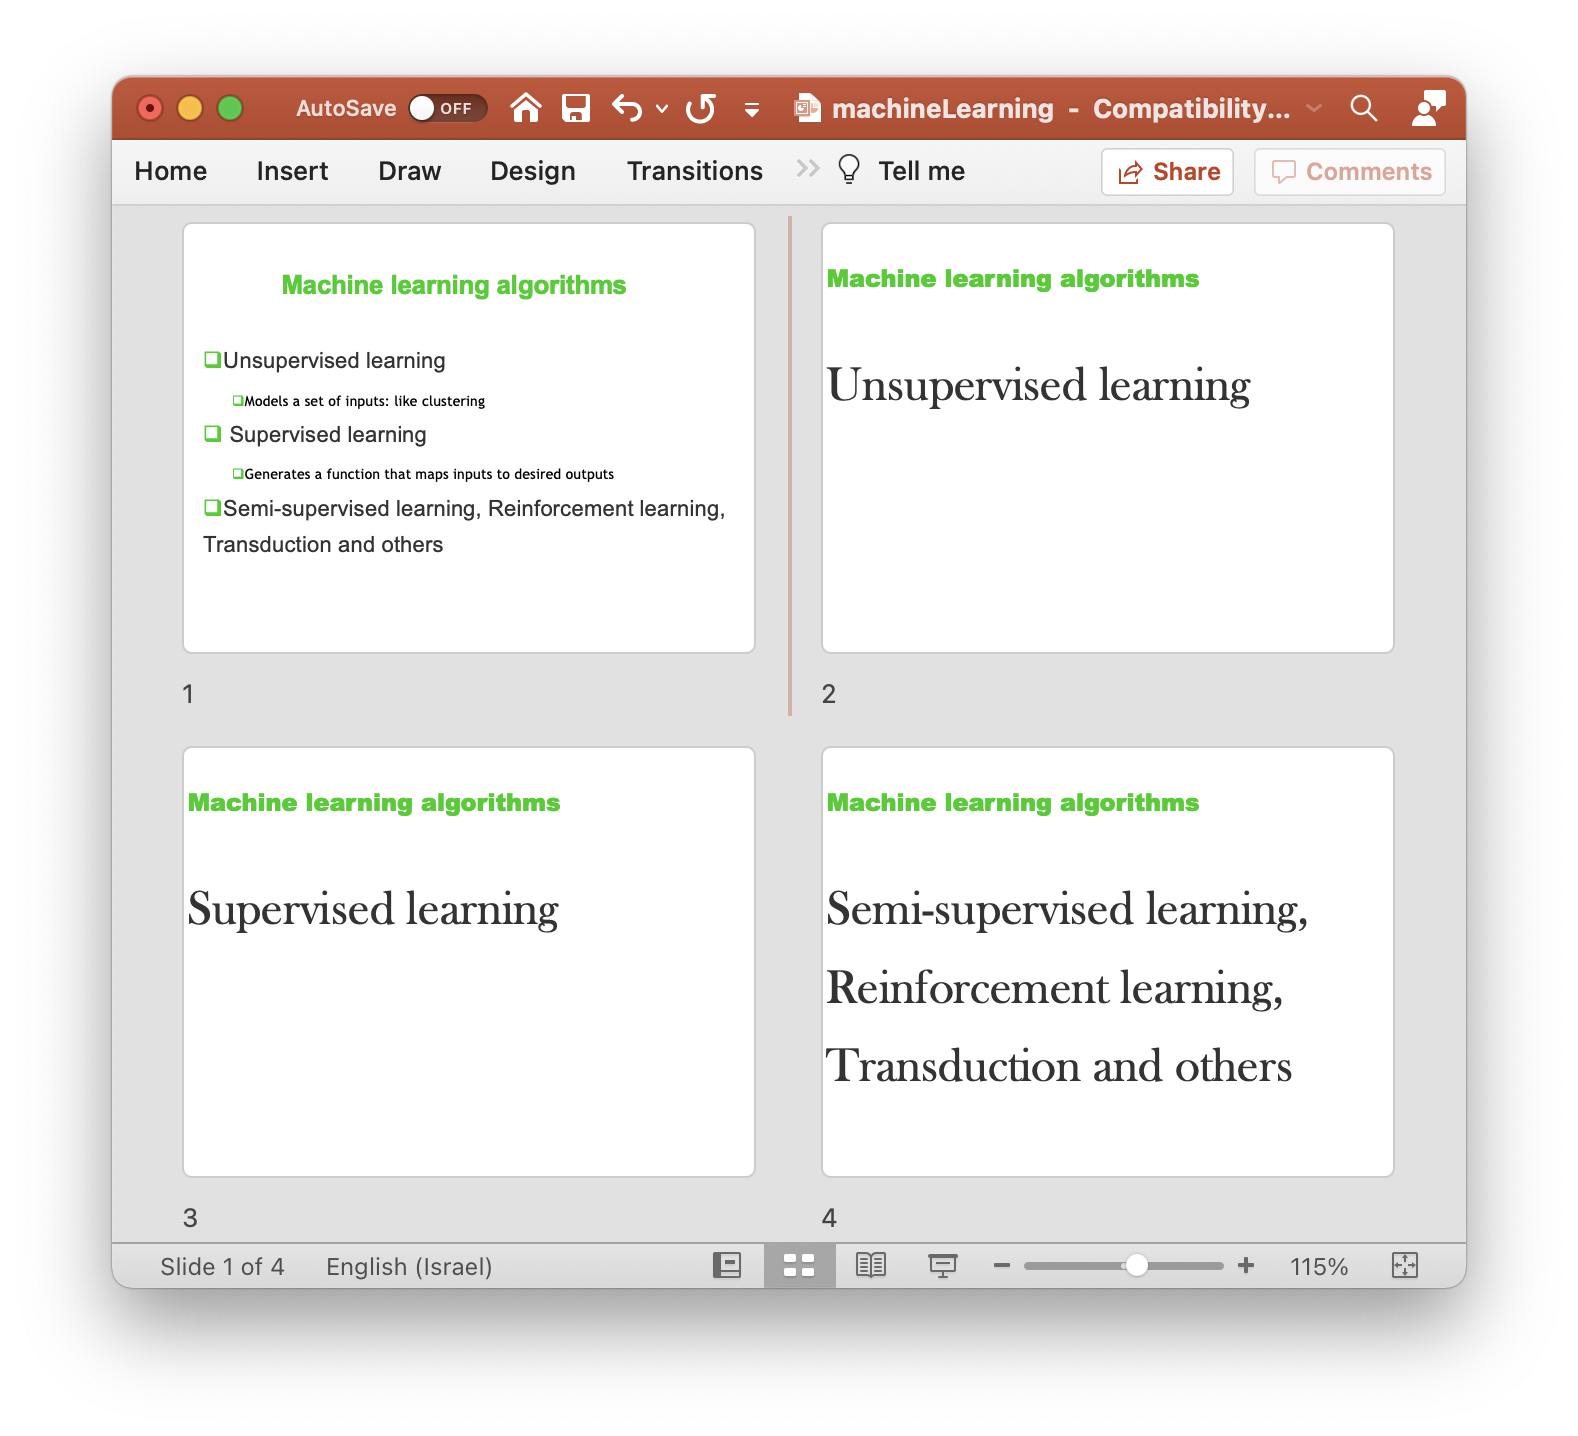 AutoSave OFF machineLearning - Compatibility...
Home Insert Draw Design Transitions Tell me Share Comments
Machine learning algorithms
Unsupervised learning
Models a set of inputs: like clustering
Supervised learning
Generates a function that maps inputs to desired outputs
Semi-supervised learning, Reinforcement learning,
Transduction and others
1
Machine learning algorithms
Unsupervised learning
2
Machine learning algorithms
Supervised learning
3
Machine learning algorithms
Semi-supervised learning,
Reinforcement learning,
Transduction and others
4
Slide 1 of 4 English (Israel) 115%